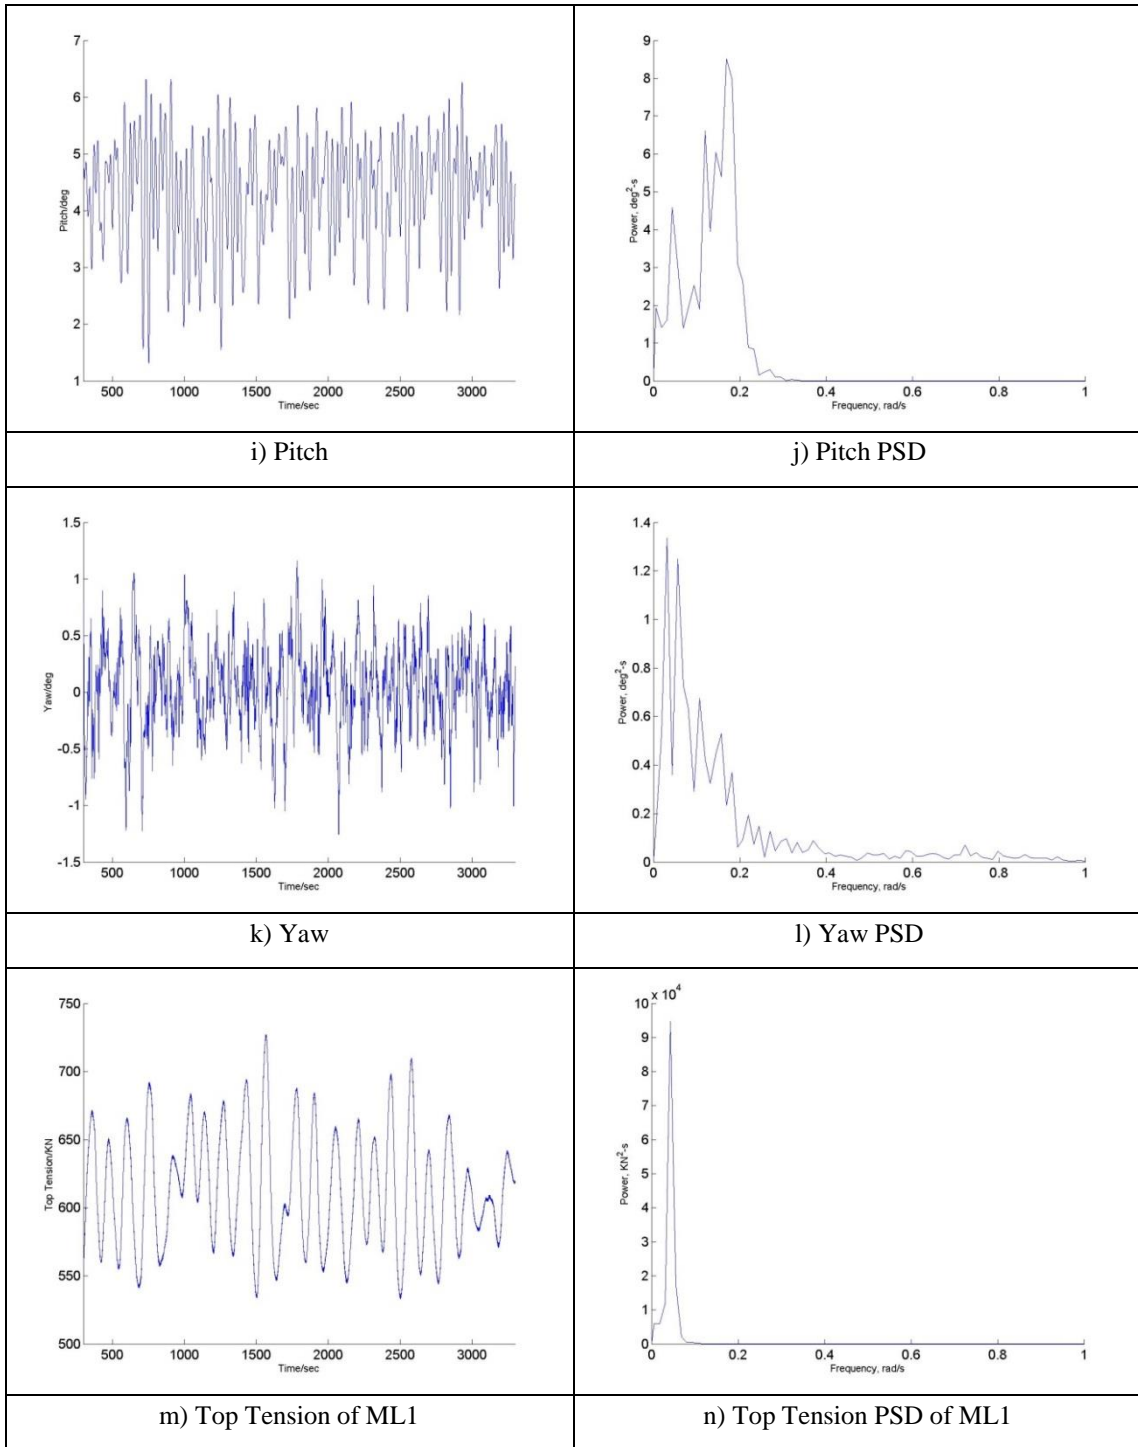 7
6
5
4
3
2
1
Pitch/deg
500 1000 1500 2000 2500 3000
Time/sec
9
8
7
6
5
4
3
2
1
0
Power, deg²-s
0 0.2 0.4 0.6 0.8 1
Frequency, rad/s
i) Pitch
j) Pitch PSD
1.5
1
0.5
0
-0.5
-1
-1.5
Yaw/deg
500 1000 1500 2000 2500 3000
Time/sec
1.4
1.2
1
0.8
0.6
0.4
0.2
0
Power, deg²-s
0 0.2 0.4 0.6 0.8 1
Frequency, rad/s
k) Yaw
l) Yaw PSD
750
700
650
600
550
500
Top Tension/KN
500 1000 1500 2000 2500 3000
Time/sec
x 10⁴
10
9
8
7
6
5
4
3
2
1
0
Power, KN²-s
0 0.2 0.4 0.6 0.8 1
Frequency, rad/s
m) Top Tension of ML1
n) Top Tension PSD of ML1